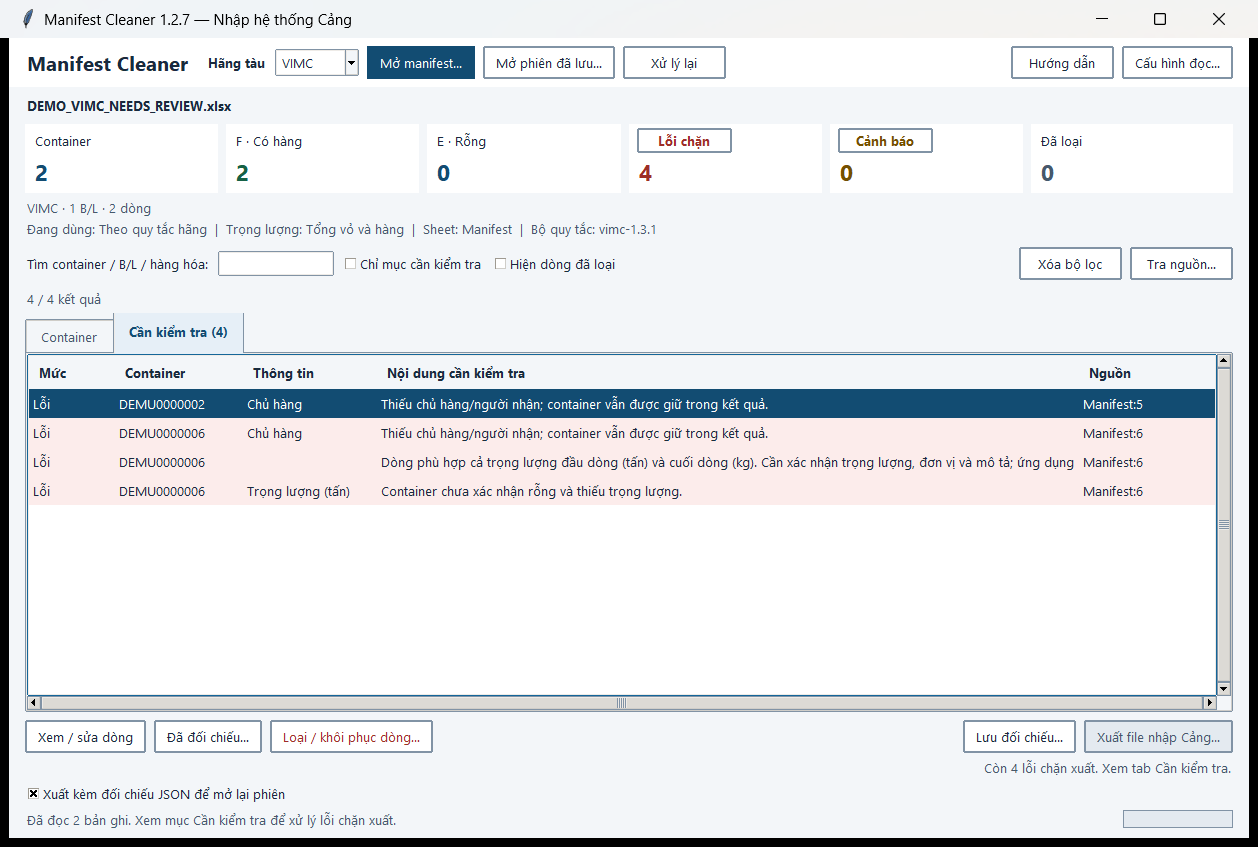 Manifest Cleaner 1.2.7 — Nhập hệ thống Cảng
Manifest Cleaner Hãng tàu VIMC Mở manifest... Mở phiên đã lưu... Xử lý lại Hướng dẫn Cấu hình đọc...
DEMO_VIMC_NEEDS_REVIEW.xlsx
Container F · Có hàng E · Rỗng Lỗi chặn Cảnh báo Đã loại
2 2 0 4 0 0
VIMC · 1 B/L · 2 dòng
Đang dùng: Theo quy tắc hãng | Trọng lượng: Tổng vỏ và hàng | Sheet: Manifest | Bộ quy tắc: vimc-1.3.1
Tìm container / B/L / hàng hóa: Chỉ mục cần kiểm tra Hiện dòng đã loại Xóa bộ lọc Tra nguồn...
4 / 4 kết quả
Container Cần kiểm tra (4)
Mức Container Thông tin Nội dung cần kiểm tra Nguồn
Lỗi DEMU0000002 Chủ hàng Thiếu chủ hàng/người nhận; container vẫn được giữ trong kết quả. Manifest:5
Lỗi DEMU0000006 Chủ hàng Thiếu chủ hàng/người nhận; container vẫn được giữ trong kết quả. Manifest:6
Lỗi DEMU0000006 Dòng phù hợp cả trọng lượng đầu dòng (tấn) và cuối dòng (kg). Cần xác nhận trọng lượng, đơn vị và mô tả; ứng dụng Manifest:6
Lỗi DEMU0000006 Trọng lượng (tấn) Container chưa xác nhận rỗng và thiếu trọng lượng. Manifest:6
Xem / sửa dòng Đã đối chiếu... Loại / khôi phục dòng... Lưu đối chiếu... Xuất file nhập Cảng...
Còn 4 lỗi chặn xuất. Xem tab Cần kiểm tra.
Xuất kèm đối chiếu JSON để mở lại phiên
Đã đọc 2 bản ghi. Xem mục Cần kiểm tra để xử lý lỗi chặn xuất.